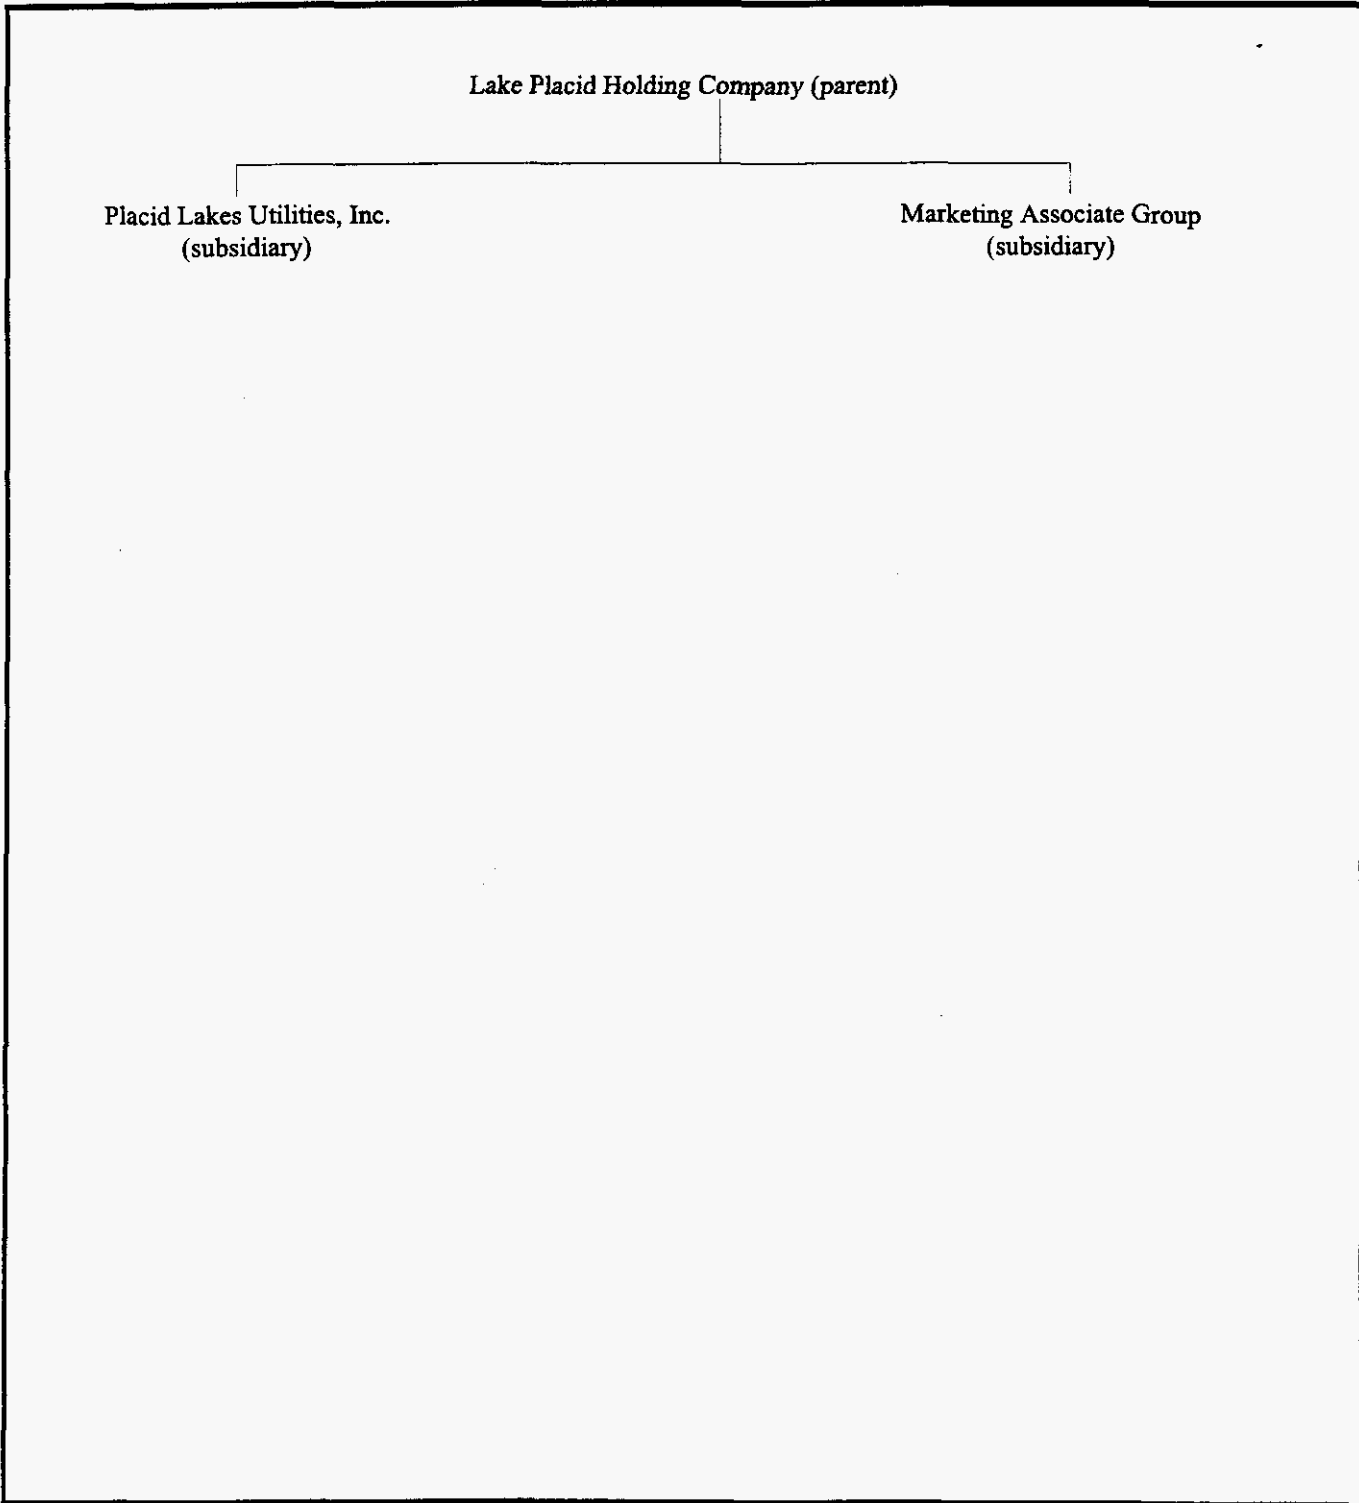 Lake Placid Holding Company (parent)
Placid Lakes Utilities, Inc.
(subsidiary)
Marketing Associate Group
(subsidiary)